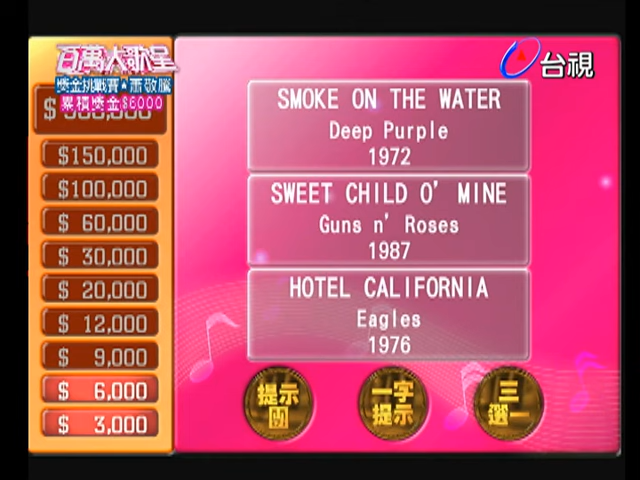 百萬大歌星
獎金挑戰賽 蕭敬騰
累積獎金$6000
台視
$150,000
$100,000
$ 60,000
$ 30,000
$ 20,000
$ 12,000
$ 9,000
$ 6,000
$ 3,000
SMOKE ON THE WATER
Deep Purple
1972
SWEET CHILD O' MINE
Guns n' Roses
1987
HOTEL CALIFORNIA
Eagles
1976
提示
團
一字
提示
三
選一